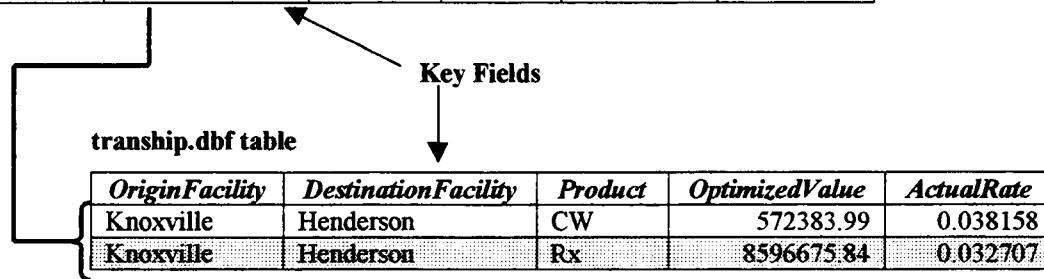 Key Fields
tranship.dbf table
OriginFacility DestinationFacility Product OptimizedValue ActualRate
Knoxville Henderson CW 572383.99 0.038158
Knoxville Henderson Rx 8596675.84 0.032707